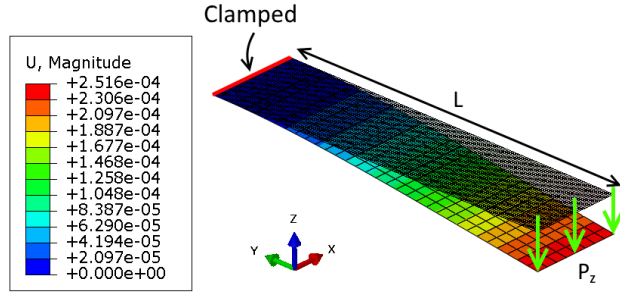 Clamped
U, Magnitude
+2.516e-04
+2.306e-04
+2.097e-04
+1.887e-04
+1.677e-04
+1.468e-04
+1.258e-04
+1.048e-04
+8.387e-05
+6.290e-05
+4.194e-05
+2.097e-05
+0.000e+00
L
Z
Y
X
P_z